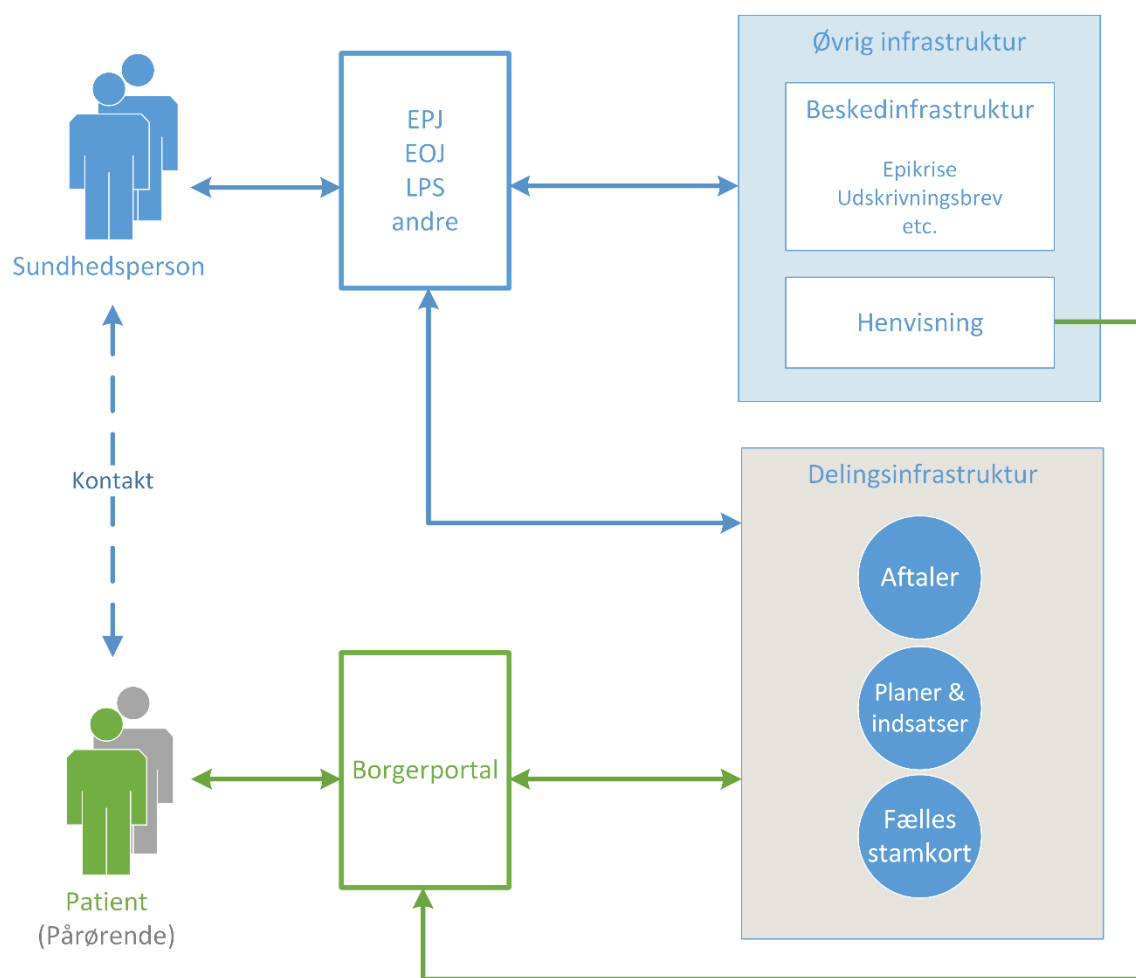 Øvrig infrastruktur
Beskedinfrastruktur
Epikrise
Udskrivningsbrev
etc.
Henvisning
EPJ
EOJ
LPS
andre
Sundhedsperson
Kontakt
Delingsinfrastruktur
Aftaler
Planer &
indsatser
Fælles
stamkort
Borgerportal
Patient
(Pårørende)